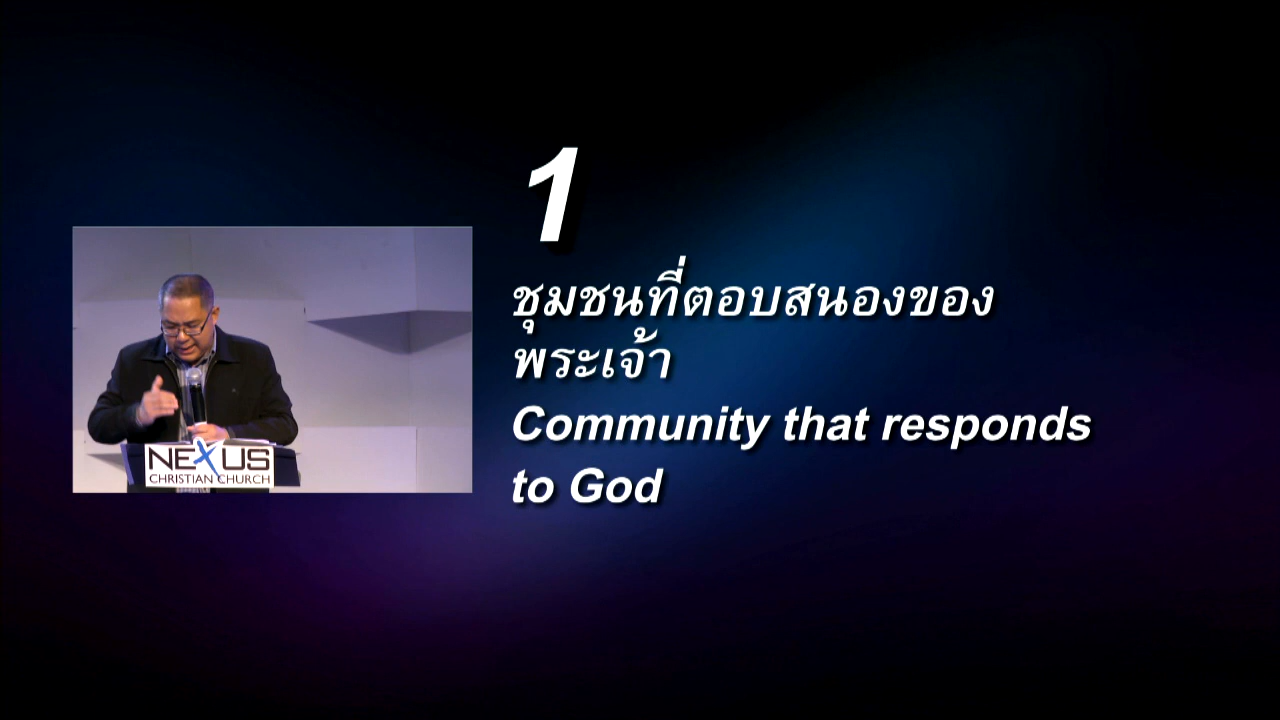 1
ชุมชนที่ตอบสนองของ
พระเจ้า
Community that responds
to God
NEXUS
CHRISTIAN CHURCH